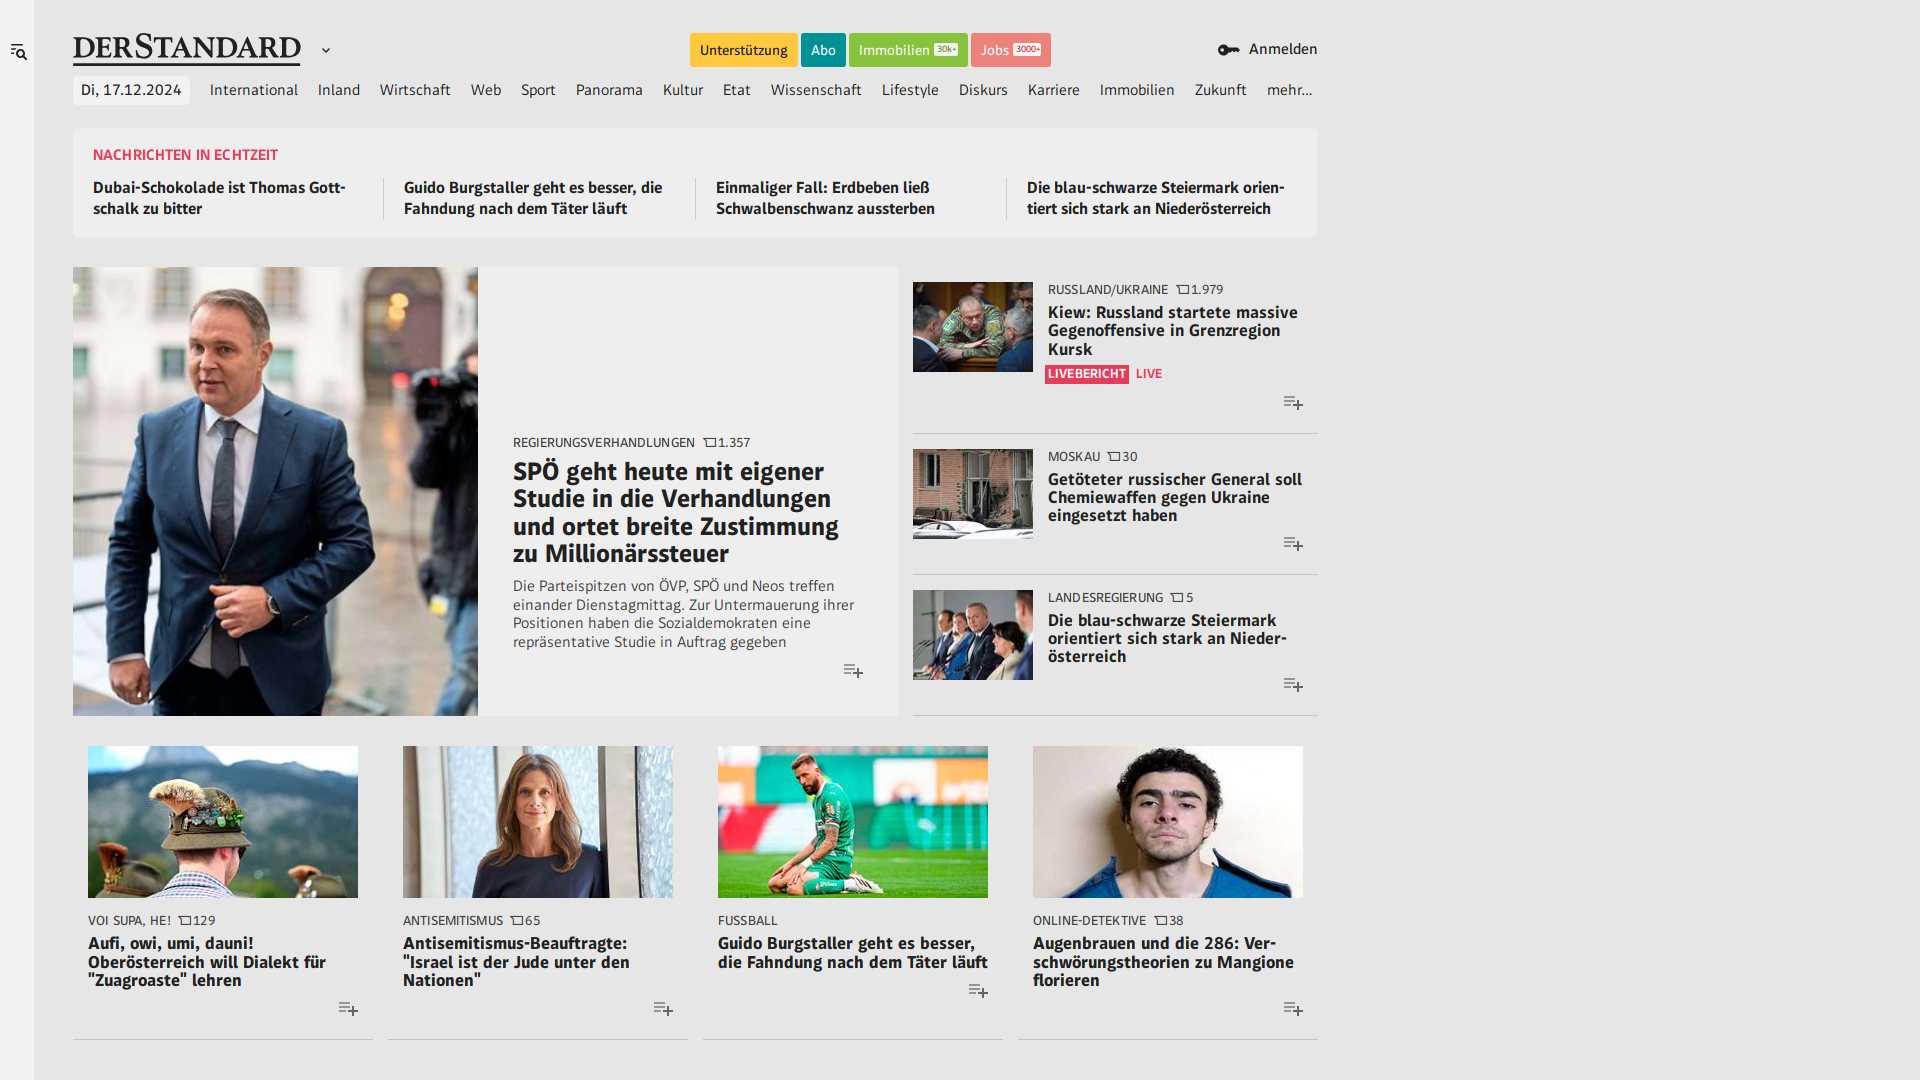 DERSTANDARD
Unterstützung
Abo
Immobilien 30k+
Jobs 3000+
Anmelden
Di, 17.12.2024
International
Inland
Wirtschaft
Web
Sport
Panorama
Kultur
Etat
Wissenschaft
Lifestyle
Diskurs
Karriere
Immobilien
Zukunft
mehr...
NACHRICHTEN IN ECHTZEIT
Dubai-Schokolade ist Thomas Gott-
schalk zu bitter
Guido Burgstaller geht es besser, die
Fahndung nach dem Täter läuft
Einmaliger Fall: Erdbeben ließ
Schwalbenschwanz aussterben
Die blau-schwarze Steiermark orien-
tiert sich stark an Niederösterreich
REGIERUNGSVERHANDLUNGEN 1.357
SPÖ geht heute mit eigener
Studie in die Verhandlungen
und ortet breite Zustimmung
zu Millionärssteuer
Die Parteispitzen von ÖVP, SPÖ und Neos treffen
einander Dienstagmittag. Zur Untermauerung ihrer
Positionen haben die Sozialdemokraten eine
repräsentative Studie in Auftrag gegeben
RUSSLAND/UKRAINE 1.979
Kiew: Russland startete massive
Gegenoffensive in Grenzregion
Kursk
LIVEBERICHT LIVE
MOSKAU 30
Getöteter russischer General soll
Chemiewaffen gegen Ukraine
eingesetzt haben
LANDESREGIERUNG 5
Die blau-schwarze Steiermark
orientiert sich stark an Nieder-
österreich
VOI SUPA, HE! 129
Aufi, owi, umi, dauni!
Oberösterreich will Dialekt für
"Zuagroaste" lehren
ANTISEMITISMUS 65
Antisemitismus-Beauftragte:
"Israel ist der Jude unter den
Nationen"
FUSSBALL
Guido Burgstaller geht es besser,
die Fahndung nach dem Täter läuft
ONLINE-DETEKTIVE 38
Augenbrauen und die 286: Ver-
schwörungstheorien zu Mangione
florieren